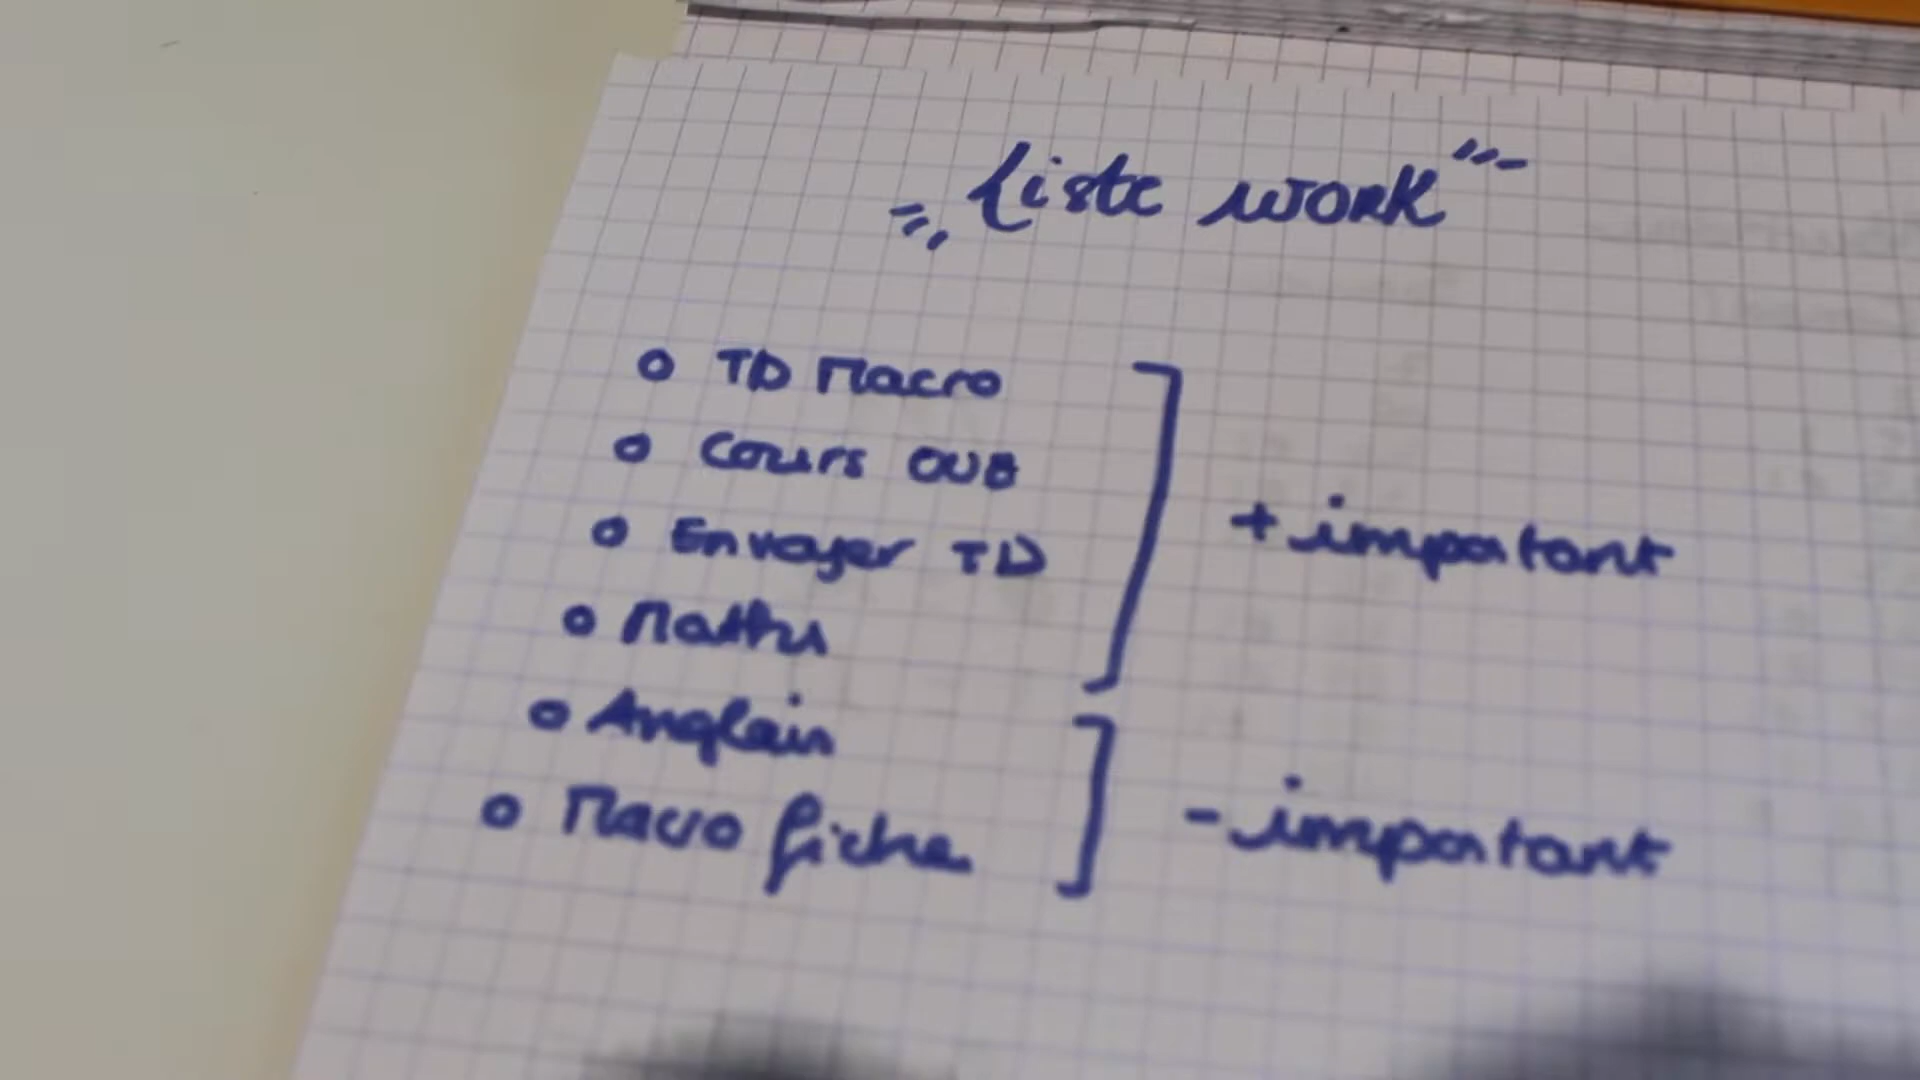 Liste work
TD Macro
Cours OUB
Envoyer TD
Maths
+ important
Anglais
Macro fiche
- important